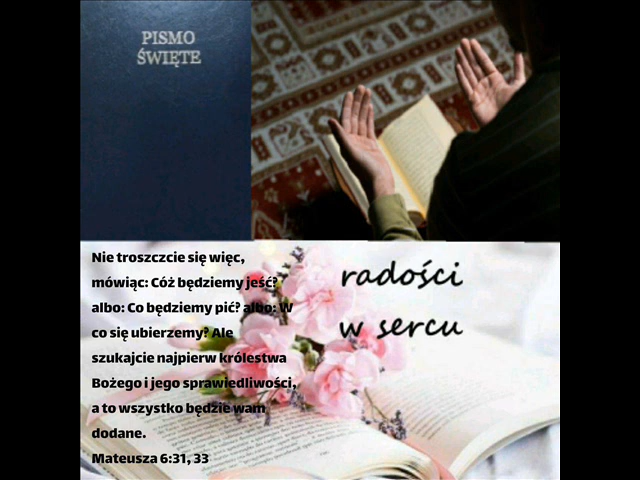 PISMO
ŚWIĘTE
Nie troszczcie się więc,
mówiąc: Cóż będziemy jeść?
albo: Co będziemy pić? albo: W
co się ubierzemy? Ale
szukajcie najpierw królestwa
Bożego i jego sprawiedliwości,
a to wszystko będzie wam
dodane.
Mateusza 6:31, 33
radości
w sercu